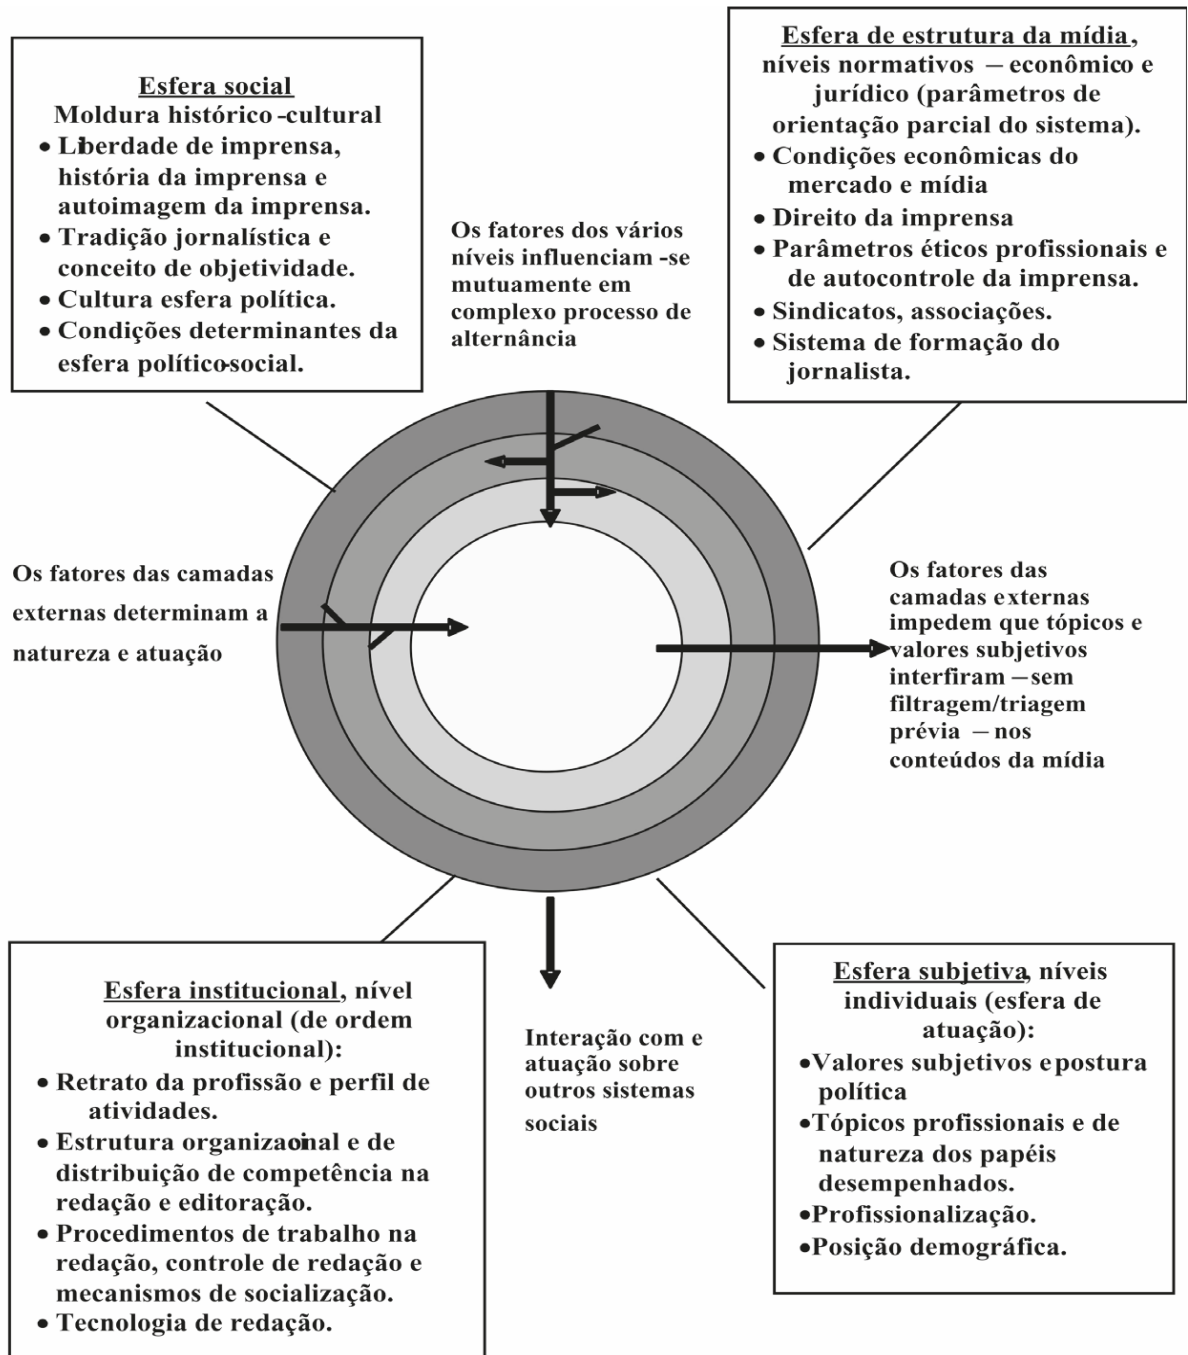 Esfera social
Moldura histórico-cultural
• Liberdade de imprensa,
história da imprensa e
autoimagem da imprensa.
• Tradição jornalística e
conceito de objetividade.
• Cultura esfera política.
• Condições determinantes da
esfera político-social.
Esfera de estrutura da mídia,
níveis normativos – econômico e
jurídico (parâmetros de
orientação parcial do sistema).
• Condições econômicas do
mercado e mídia
• Direito da imprensa
• Parâmetros éticos profissionais e
de autocontrole da imprensa.
• Sindicatos, associações.
• Sistema de formação do
jornalista.
Os fatores dos vários
níveis influenciam -se
mutuamente em
complexo processo de
alternância
Os fatores das camadas
externas determinam a
natureza e atuação
Os fatores das
camadas externas
impedem que tópicos e
valores subjetivos
interfiram – sem
filtragem/triagem
prévia – nos
conteúdos da mídia
Esfera institucional, nível
organizacional (de ordem
institucional):
• Retrato da profissão e perfil de
atividades.
• Estrutura organizacional e de
distribuição de competência na
redação e editoração.
• Procedimentos de trabalho na
redação, controle de redação e
mecanismos de socialização.
• Tecnologia de redação.
Interação com e
atuação sobre
outros sistemas
sociais
Esfera subjetiva, níveis
individuais (esfera de
atuação):
•Valores subjetivos e postura
política
•Tópicos profissionais e de
natureza dos papéis
desempenhados.
•Profissionalização.
•Posição demográfica.